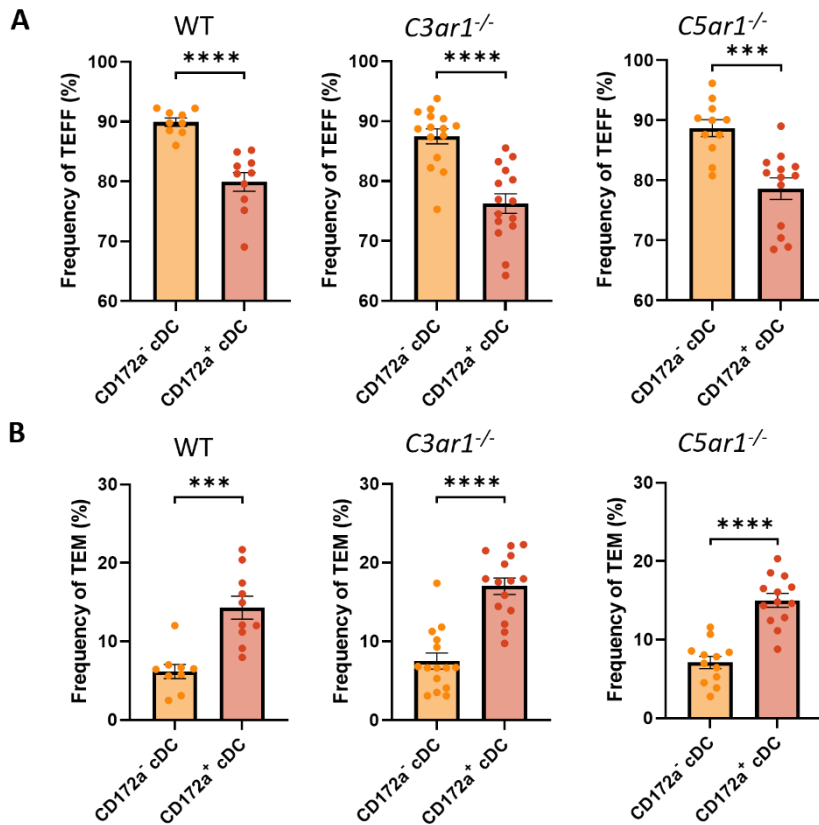 A
WT
C3ar1-/-
C5ar1-/-
****
****
***
Frequency of TEFF (%)
100
90
80
70
60
CD172a- cDC
CD172a+ cDC
Frequency of TEFF (%)
100
90
80
70
60
CD172a- cDC
CD172a+ cDC
Frequency of TEFF (%)
100
90
80
70
60
CD172a- cDC
CD172a+ cDC
B
WT
C3ar1-/-
C5ar1-/-
***
****
****
Frequency of TEM (%)
30
20
10
0
CD172a- cDC
CD172a+ cDC
Frequency of TEM (%)
30
20
10
0
CD172a- cDC
CD172a+ cDC
Frequency of TEM (%)
30
20
10
0
CD172a- cDC
CD172a+ cDC